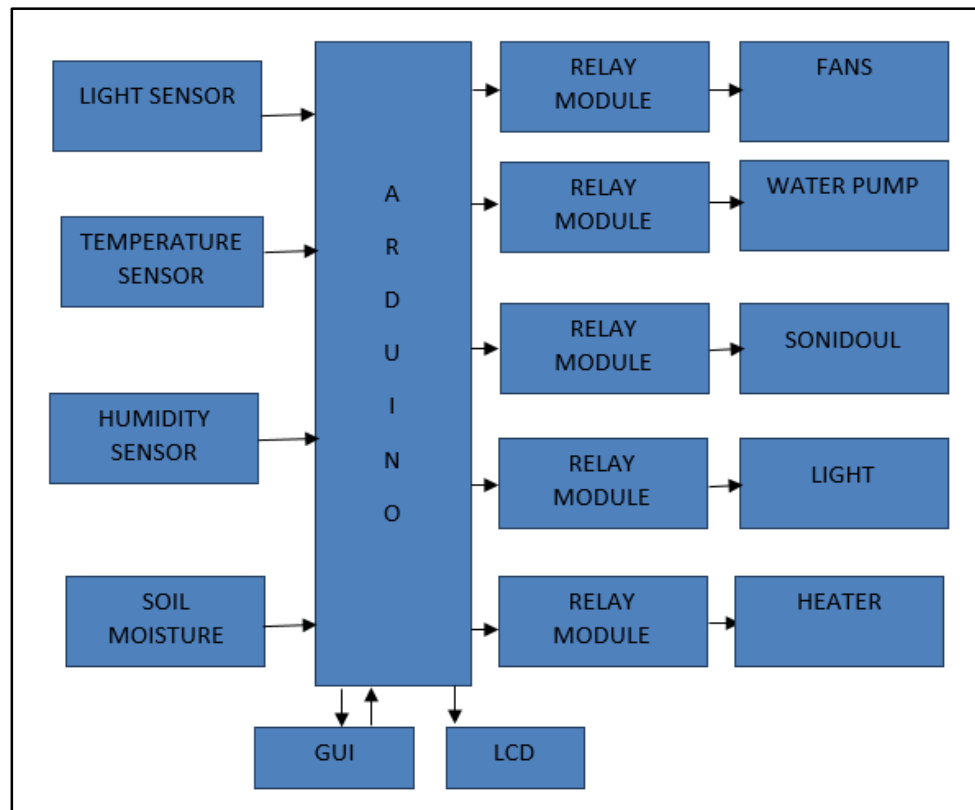 LIGHT SENSOR
TEMPERATURE
SENSOR
HUMIDITY
SENSOR
SOIL
MOISTURE
A
R
D
U
I
N
O
RELAY
MODULE
FANS
RELAY
MODULE
WATER PUMP
RELAY
MODULE
SONIDOUL
RELAY
MODULE
LIGHT
RELAY
MODULE
HEATER
GUI
LCD